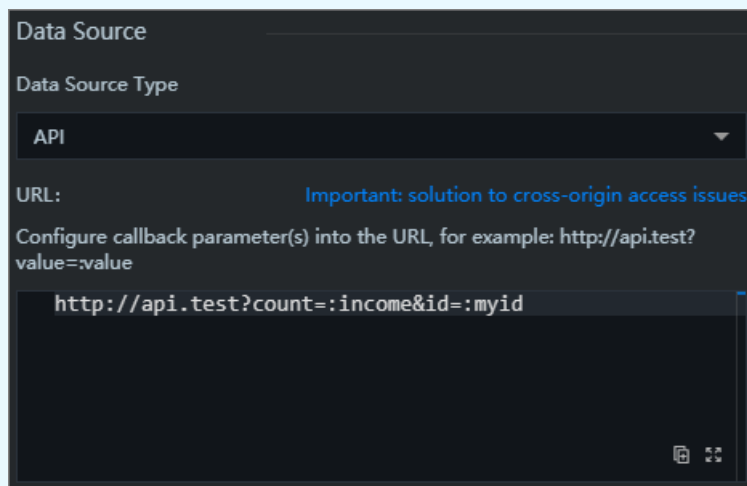 Data Source
Data Source Type
API
URL:
Important: solution to cross-origin access issues
Configure callback parameter(s) into the URL, for example: http://api.test?
value=:value
http://api.test?count=:income&id=:myid